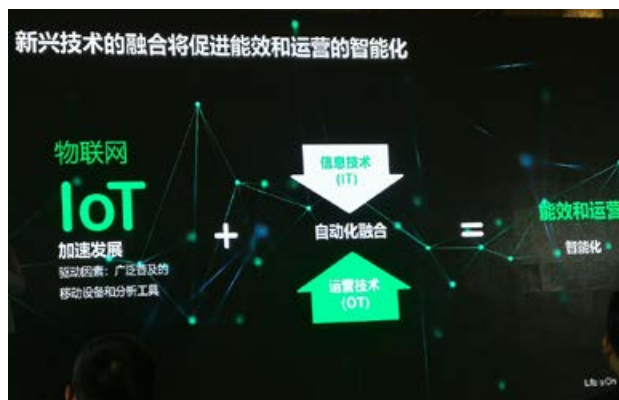 新兴技术的融合将促进能效和运营的智能化
物联网
IoT
加速发展
驱动因素：广泛普及的
移动设备和分析工具
+
信息技术
(IT)
自动化融合
运营技术
(OT)
=
能效和运营
智能化
Life Is On